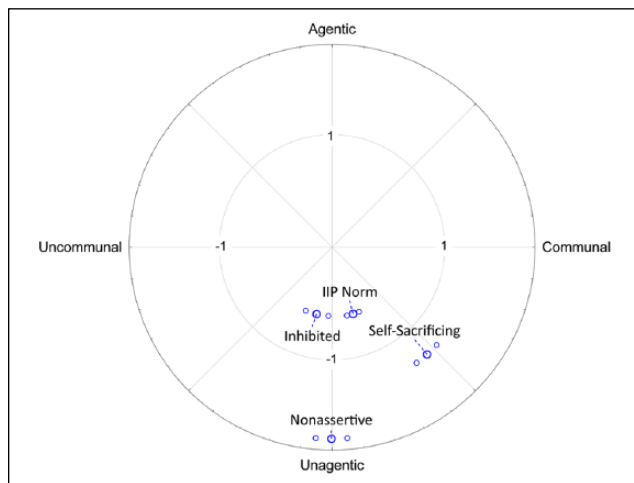 Agentic
1
Uncommunal
-1
1
Communal
IIP Norm
Inhibited
Self-Sacrificing
-1
Nonassertive
Unagentic